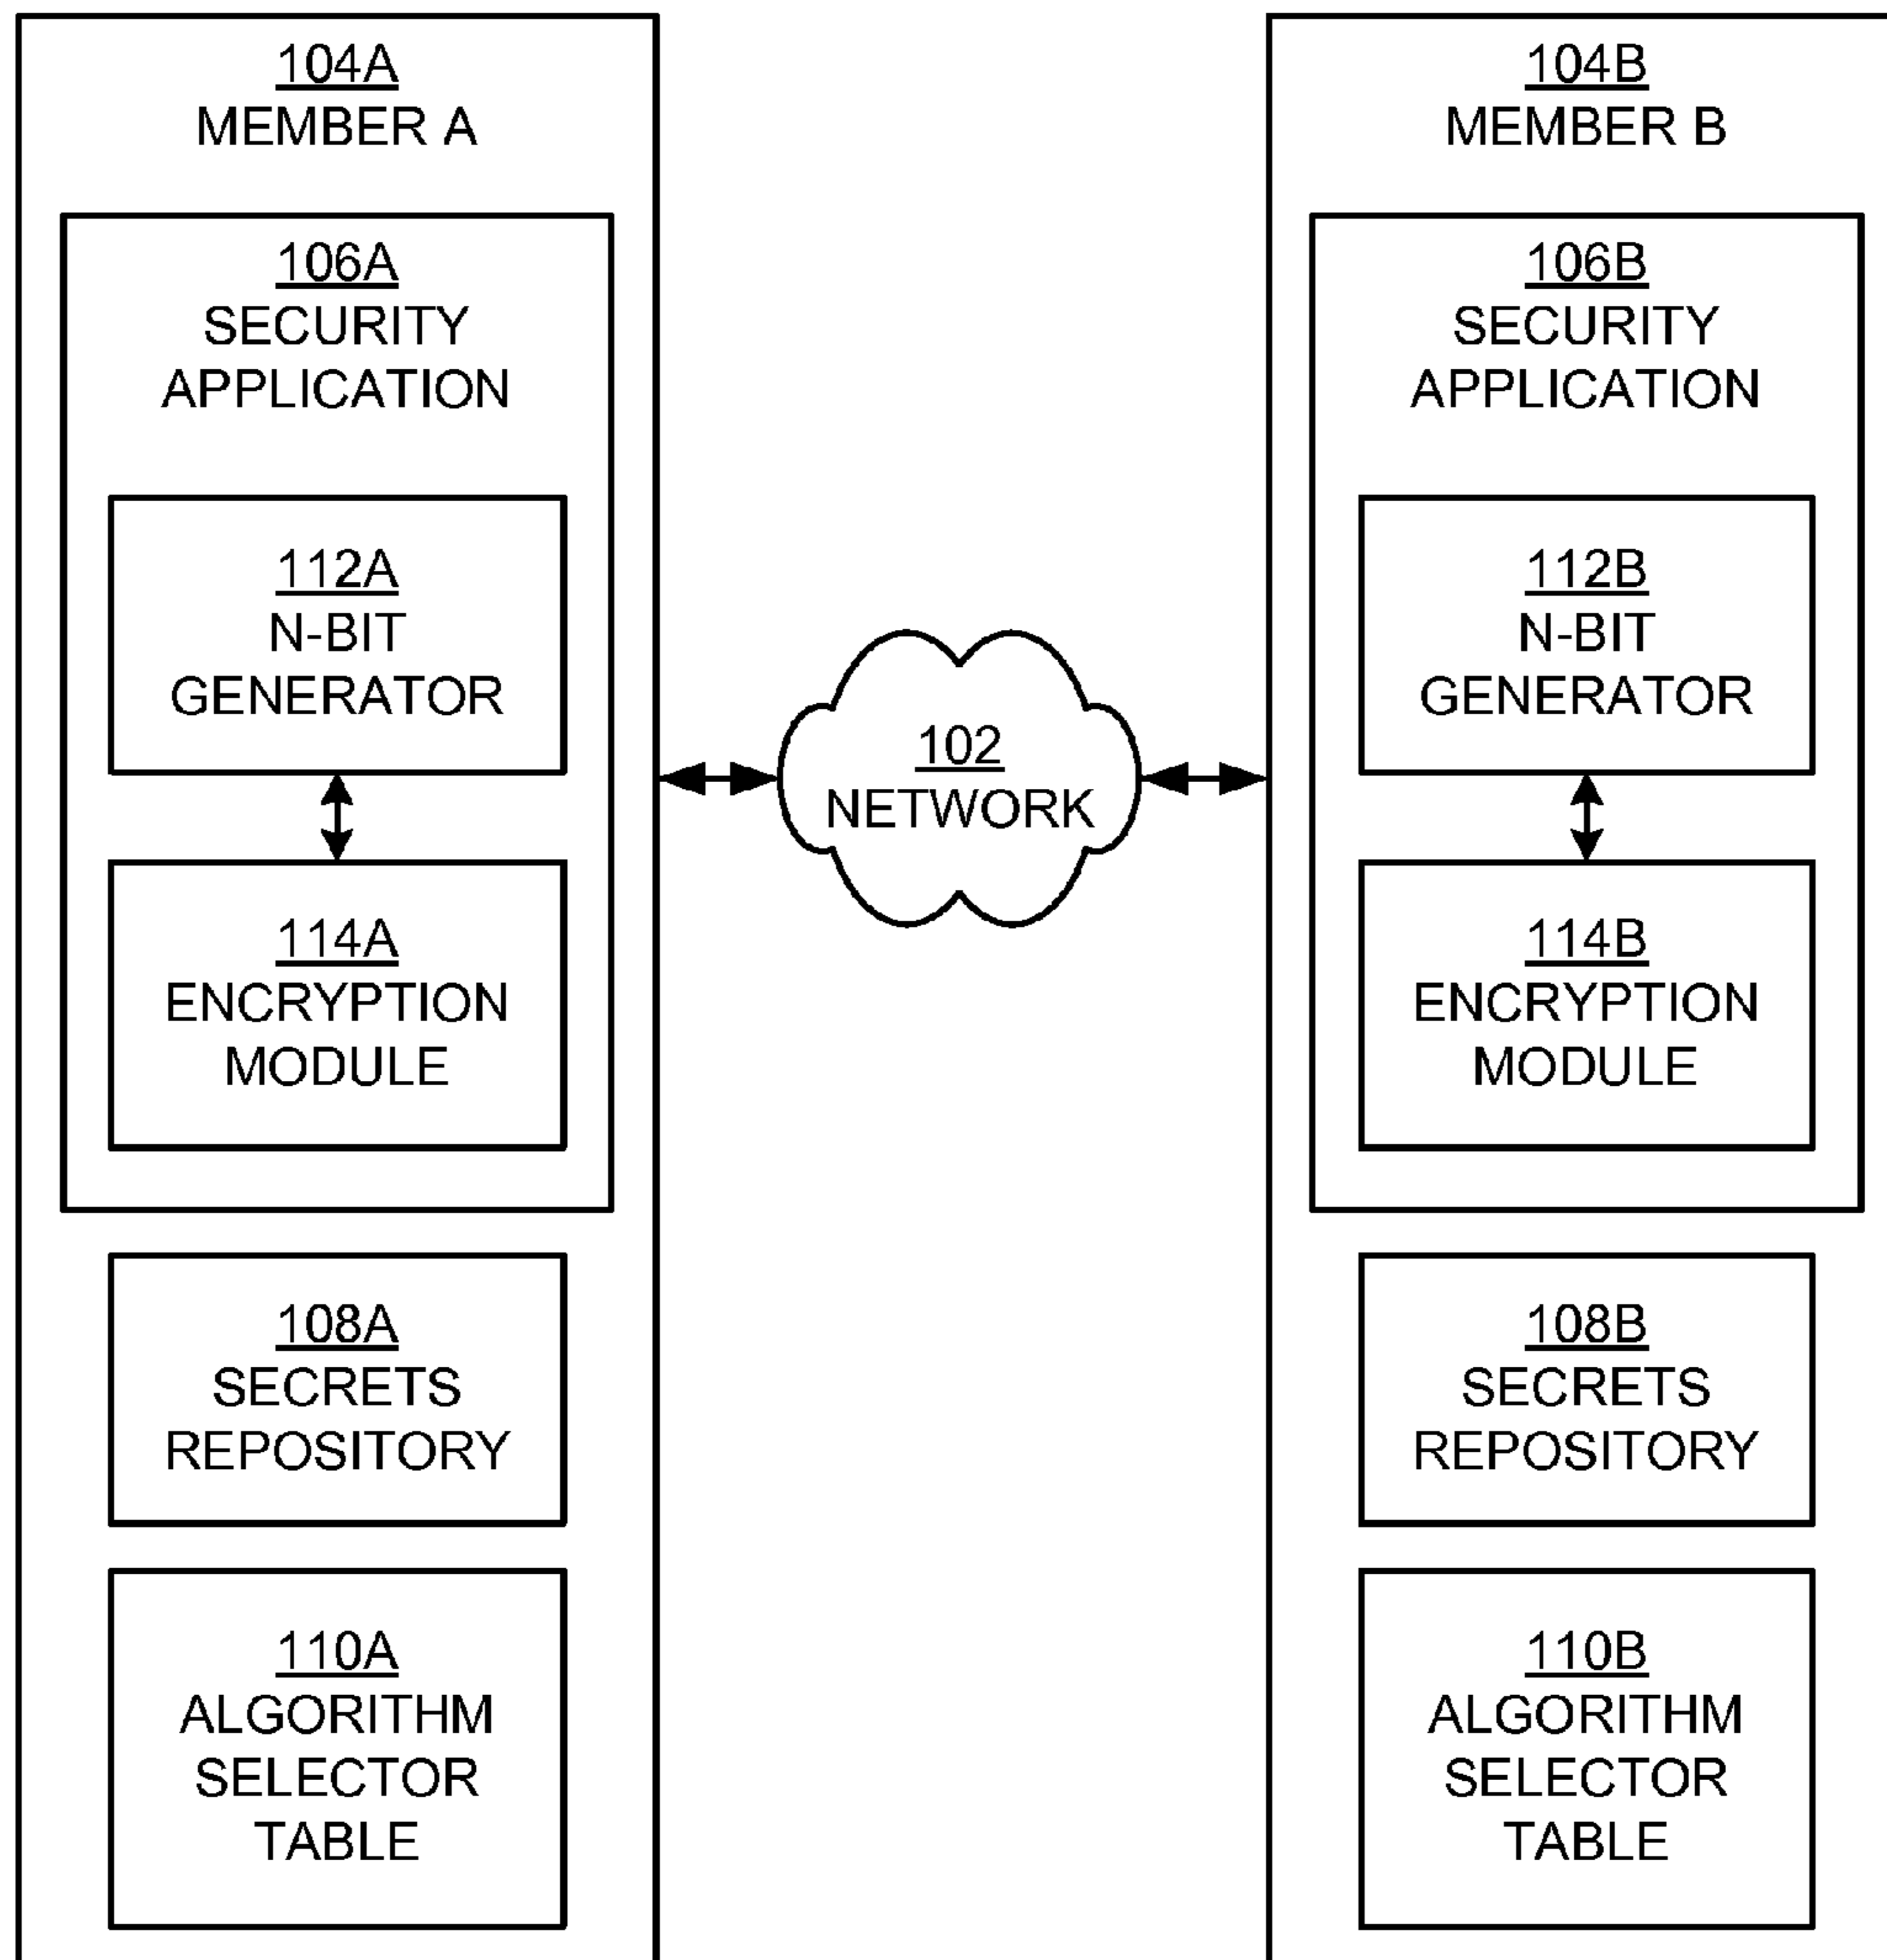 104A
MEMBER A
106A
SECURITY
APPLICATION
112A
N-BIT
GENERATOR
114A
ENCRYPTION
MODULE
108A
SECRETS
REPOSITORY
110A
ALGORITHM
SELECTOR
TABLE
102
NETWORK
104B
MEMBER B
106B
SECURITY
APPLICATION
112B
N-BIT
GENERATOR
114B
ENCRYPTION
MODULE
108B
SECRETS
REPOSITORY
110B
ALGORITHM
SELECTOR
TABLE